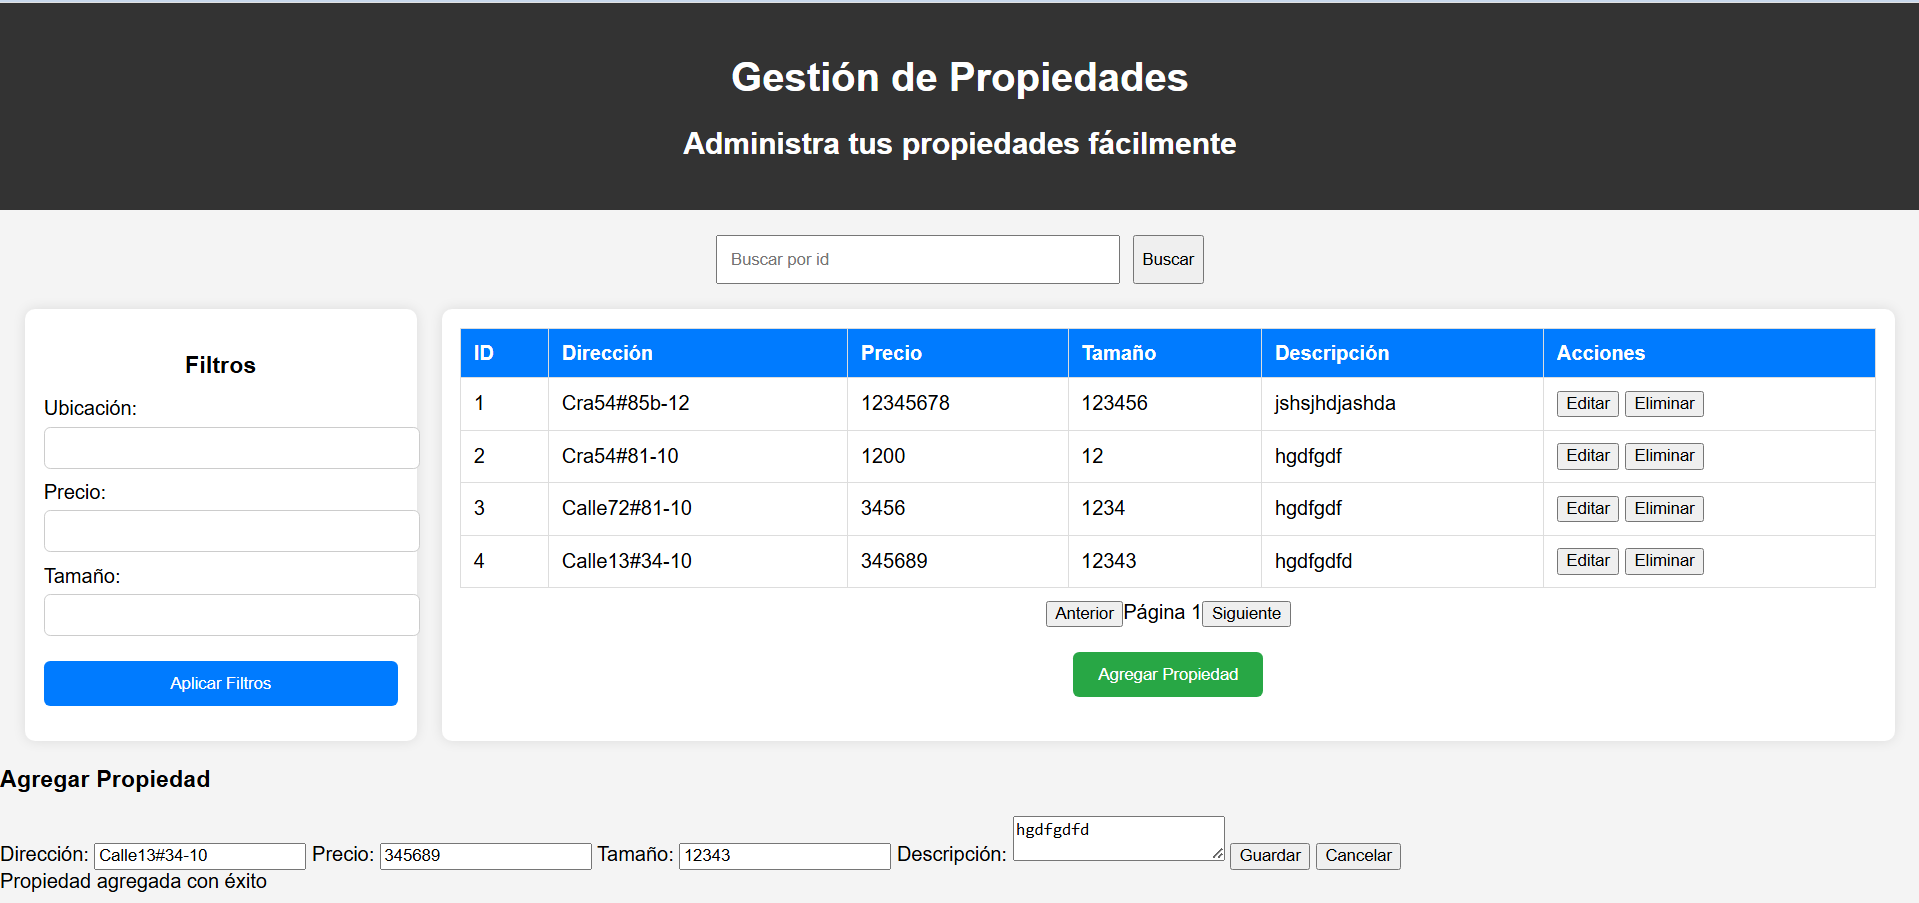 Gestión de Propiedades
Administra tus propiedades fácilmente
Buscar por id Buscar
Filtros
Ubicación:
Precio:
Tamaño:
Aplicar Filtros
ID Dirección Precio Tamaño Descripción Acciones
1 Cra54#85b-12 12345678 123456 jshsjhdjashda Editar Eliminar
2 Cra54#81-10 1200 12 hgdfgdf Editar Eliminar
3 Calle72#81-10 3456 1234 hgdfgdf Editar Eliminar
4 Calle13#34-10 345689 12343 hgdfgdfd Editar Eliminar
Anterior Página 1 Siguiente
Agregar Propiedad
Agregar Propiedad
Dirección: Calle13#34-10 Precio: 345689 Tamaño: 12343 Descripción: hgdfgdfd Guardar Cancelar
Propiedad agregada con éxito